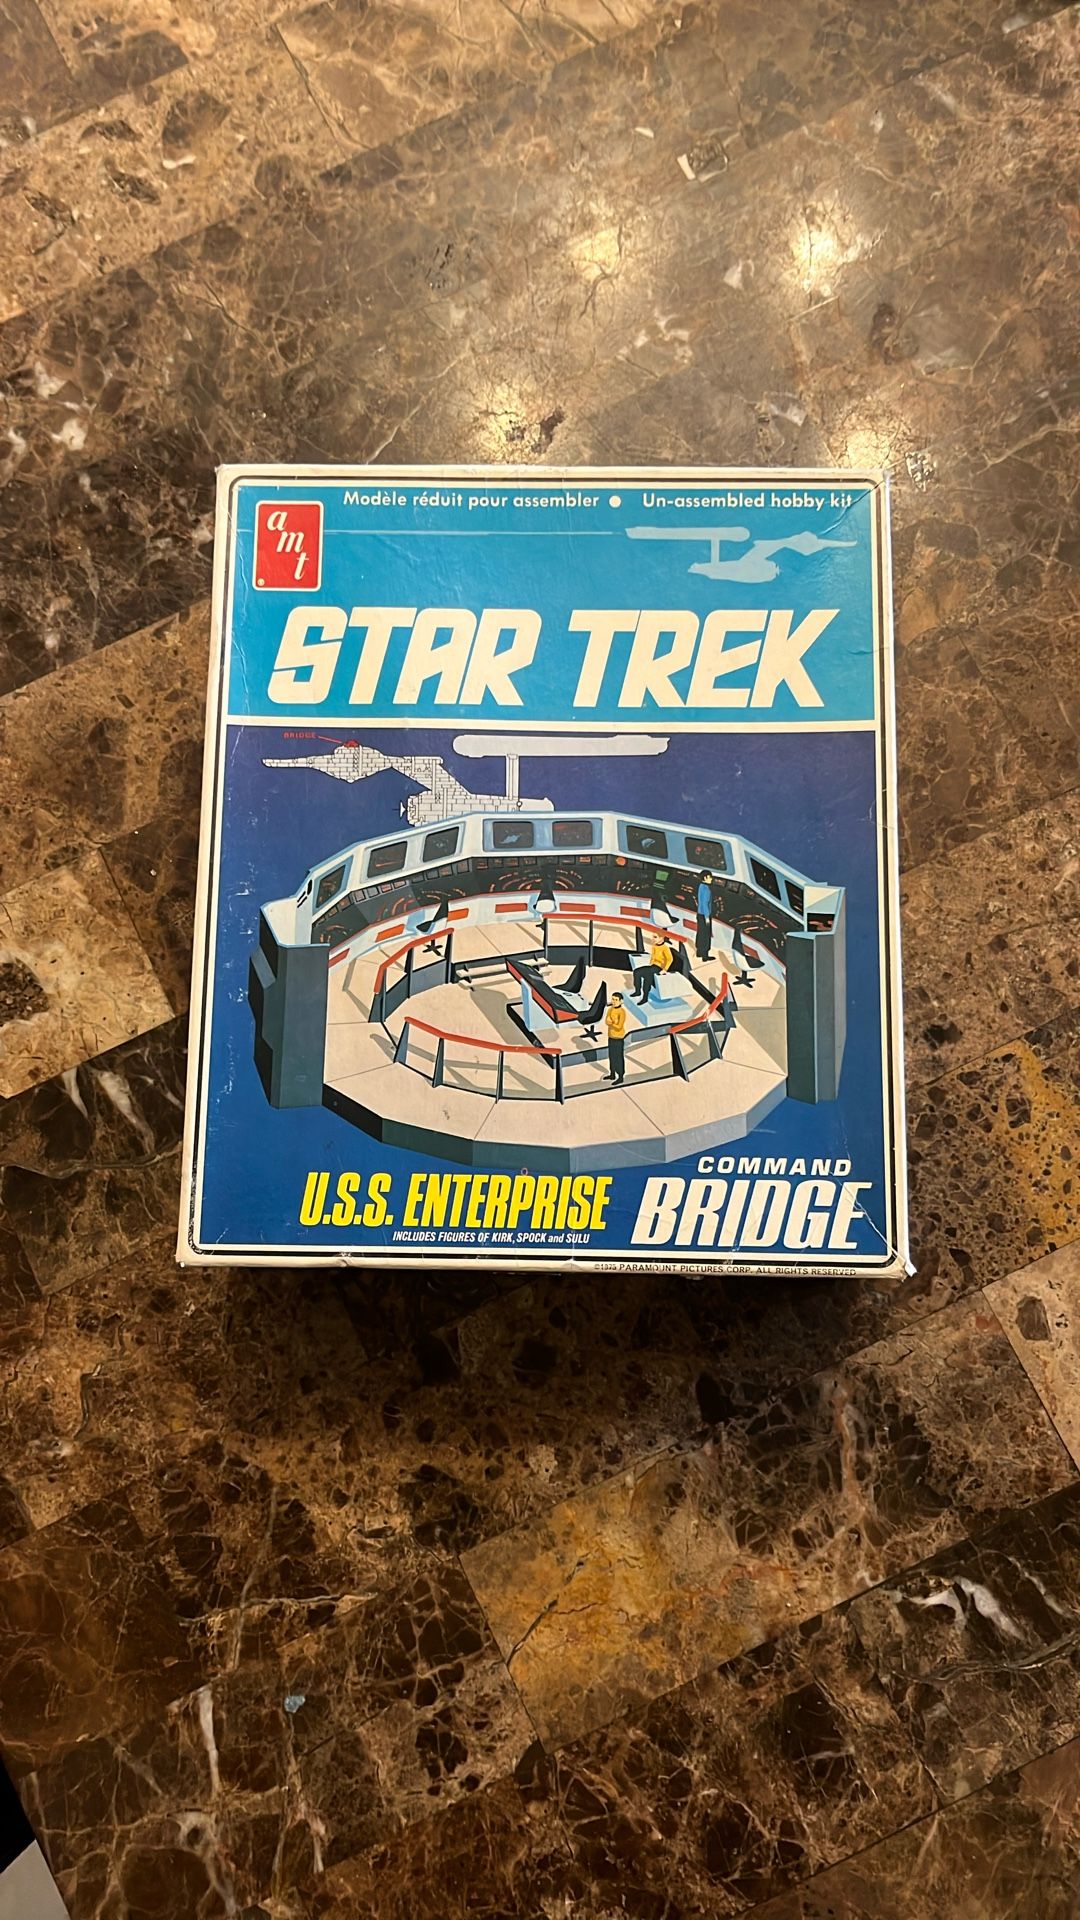 Modèle réduit pour assembler ● Un-assembled hobby kit
amt
STAR TREK
BRIDGE
U.S.S. ENTERPRISE
INCLUDES FIGURES OF KIRK, SPOCK and SULU
COMMAND
BRIDGE
©1975 PARAMOUNT PICTURES CORP. ALL RIGHTS RESERVED